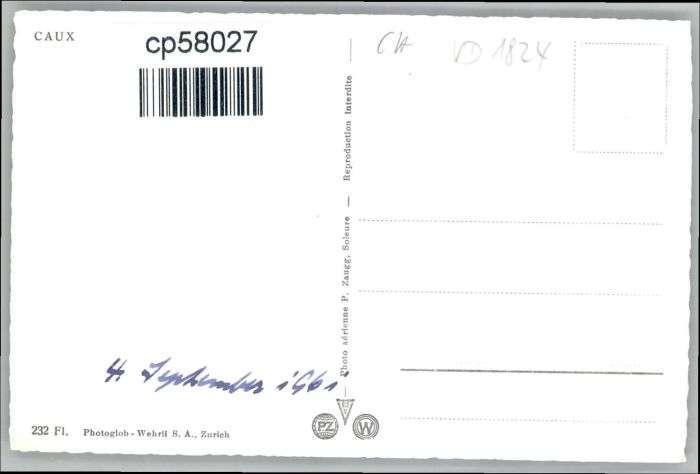 CAUX
cp58027
CH VD 1824
Photo aérienne P. Zaugg, Soleure — Reproduction Interdite
4. September 1961.
232 Fl. Photoglob - Wehrli S. A., Zurich
PZ W